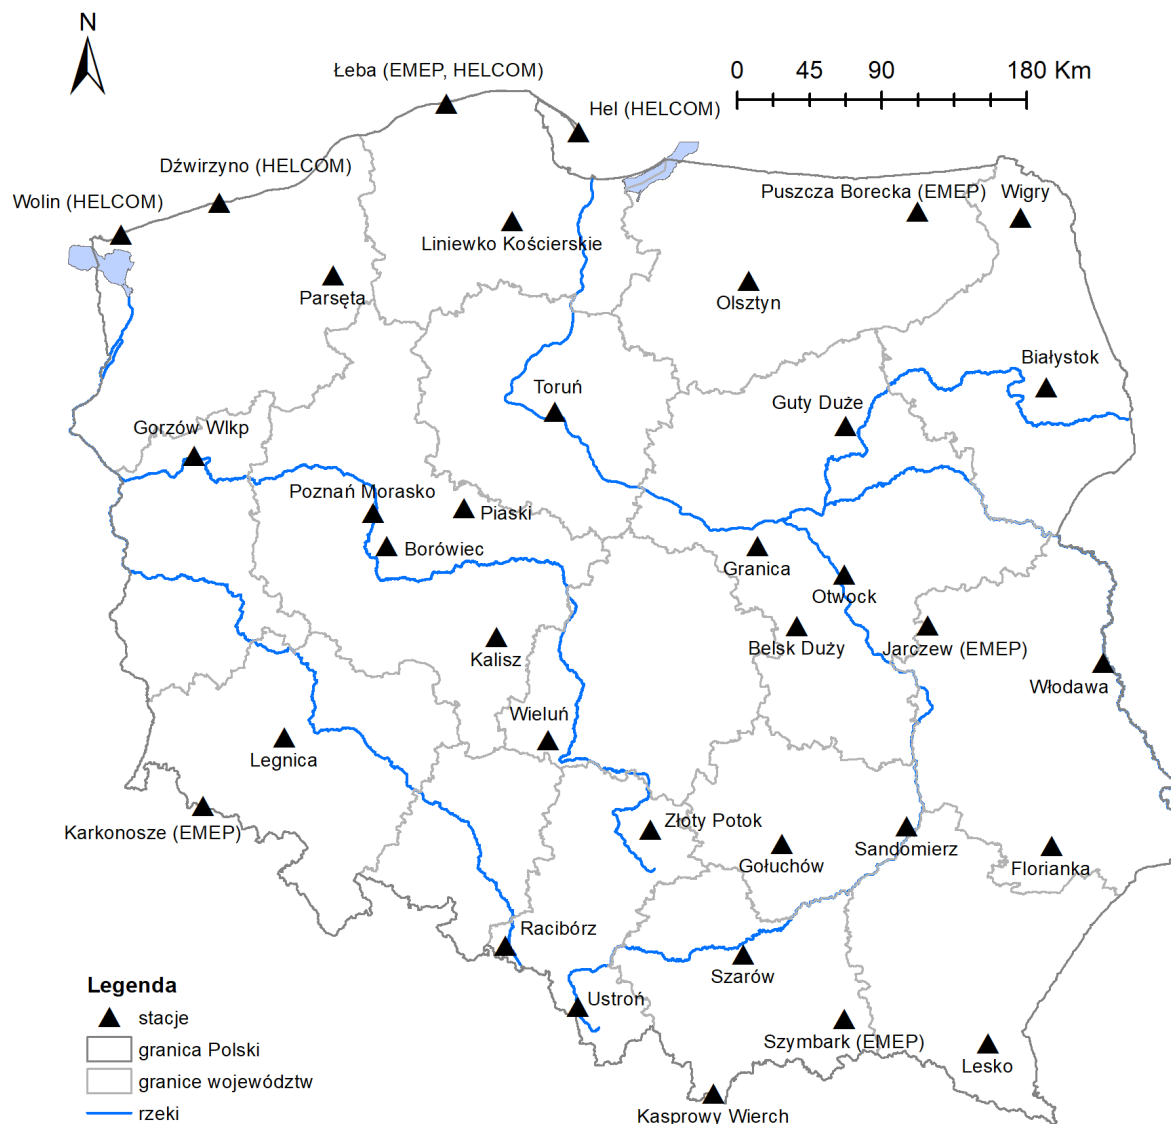 N
Łeba (EMEP, HELCOM)
0 45 90 180 Km
Hel (HELCOM)
Dźwirzyno (HELCOM)
Puszcza Borecka (EMEP)
Wigry
Wolin (HELCOM)
Liniewko Kościerskie
Parsęta
Olsztyn
Białystok
Toruń
Guty Duże
Gorzów Wlkp
Poznań Morasko
Piaski
Borówiec
Granica
Otwock
Belsk Duży
Jarczew (EMEP)
Kalisz
Włodawa
Wieluń
Legnica
Złoty Potok
Karkonosze (EMEP)
Gołuchów
Sandomierz
Florianka
Racibórz
Szarów
Legenda
Ustroń
stacje
Szymbark (EMEP)
granica Polski
Lesko
granice województw
rzeki
Kasprowy Wierch